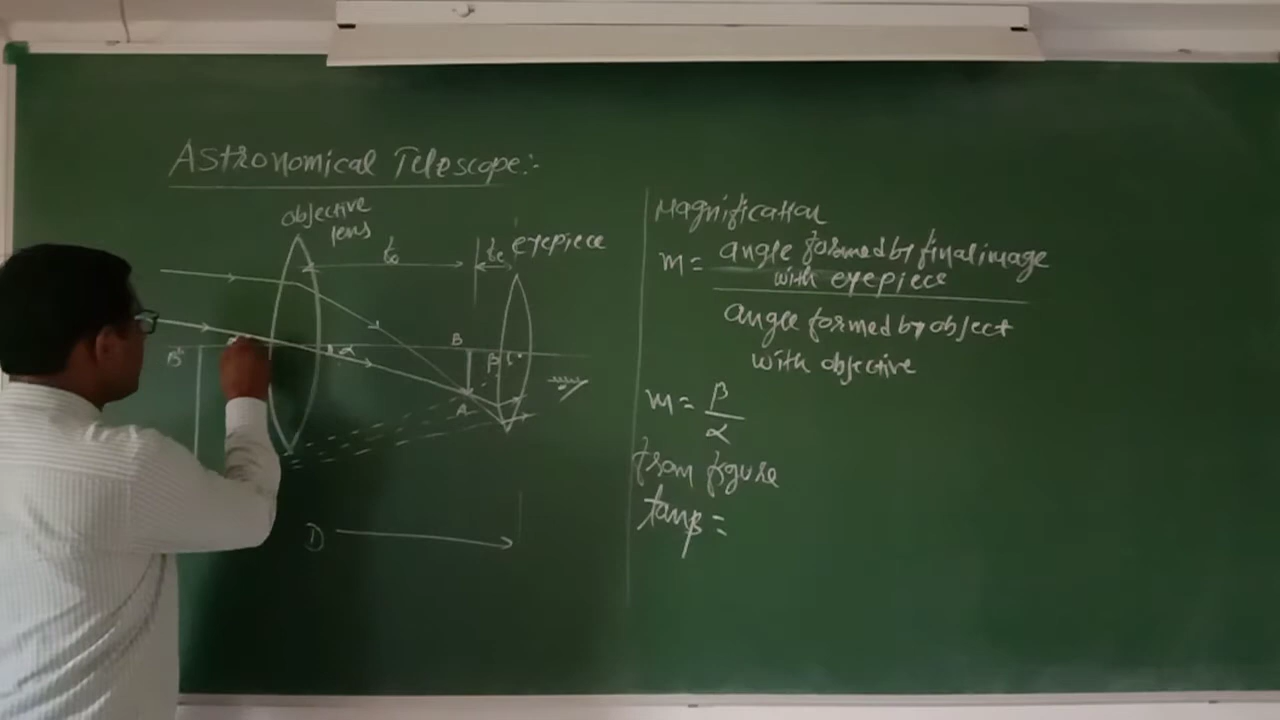 Astronomical Telescope:-
objective
lens
fo
fe
eyepiece
α
α
B
β
A
D
Magnification
m = angle formed by final image
with eyepiece
angle formed by object
with objective
m = β
α
from figure
tanβ =